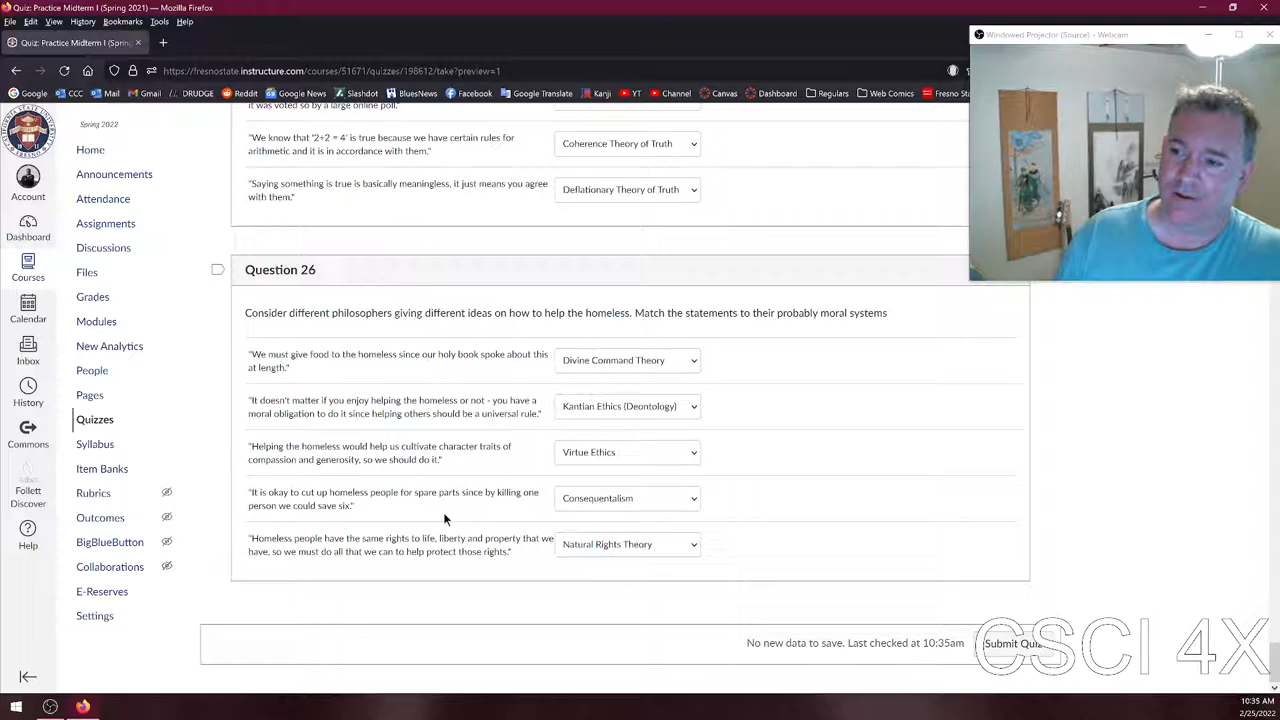 Quiz: Practice Midterm I (Spring 2021) — Mozilla Firefox
File Edit View History Bookmarks Tools Help
Windowed Projector (Source) - Webcam
Quiz: Practice Midterm I (Spring
https://fresnostate.instructure.com/courses/51671/quizzes/198612/take?preview=1
Google CCC Mail Gmail DRUDGE Reddit Google News Slashdot BluesNews Facebook Google Translate Kanji YT Channel Canvas Dashboard Regulars Web Comics Fresno
Spring 2022
Home
Announcements
Attendance
Assignments
Discussions
Files
Grades
Modules
New Analytics
People
Pages
Quizzes
Syllabus
Item Banks
Rubrics
Outcomes
BigBlueButton
Collaborations
E-Reserves
Settings
Account
Dashboard
Courses
Calendar
Inbox
History
Commons
Follett
Discover
Help
it was voted so by a large online poll."
"We know that '2+2 = 4' is true because we have certain rules for
arithmetic and it is in accordance with them."
Coherence Theory of Truth
"Saying something is true is basically meaningless, it just means you agree
with them."
Deflationary Theory of Truth
Question 26
Consider different philosophers giving different ideas on how to help the homeless. Match the statements to their probably moral systems
"We must give food to the homeless since our holy book spoke about this
at length."
Divine Command Theory
"It doesn't matter if you enjoy helping the homeless or not - you have a
moral obligation to do it since helping others should be a universal rule."
Kantian Ethics (Deontology)
"Helping the homeless would help us cultivate character traits of
compassion and generosity, so we should do it."
Virtue Ethics
"It is okay to cut up homeless people for spare parts since by killing one
person we could save six."
Consequentalism
"Homeless people have the same rights to life, liberty and property that we
have, so we must do all that we can to help protect those rights."
Natural Rights Theory
No new data to save. Last checked at 10:35am
Submit Quiz
CSCI 4X
10:35 AM
2/25/2022